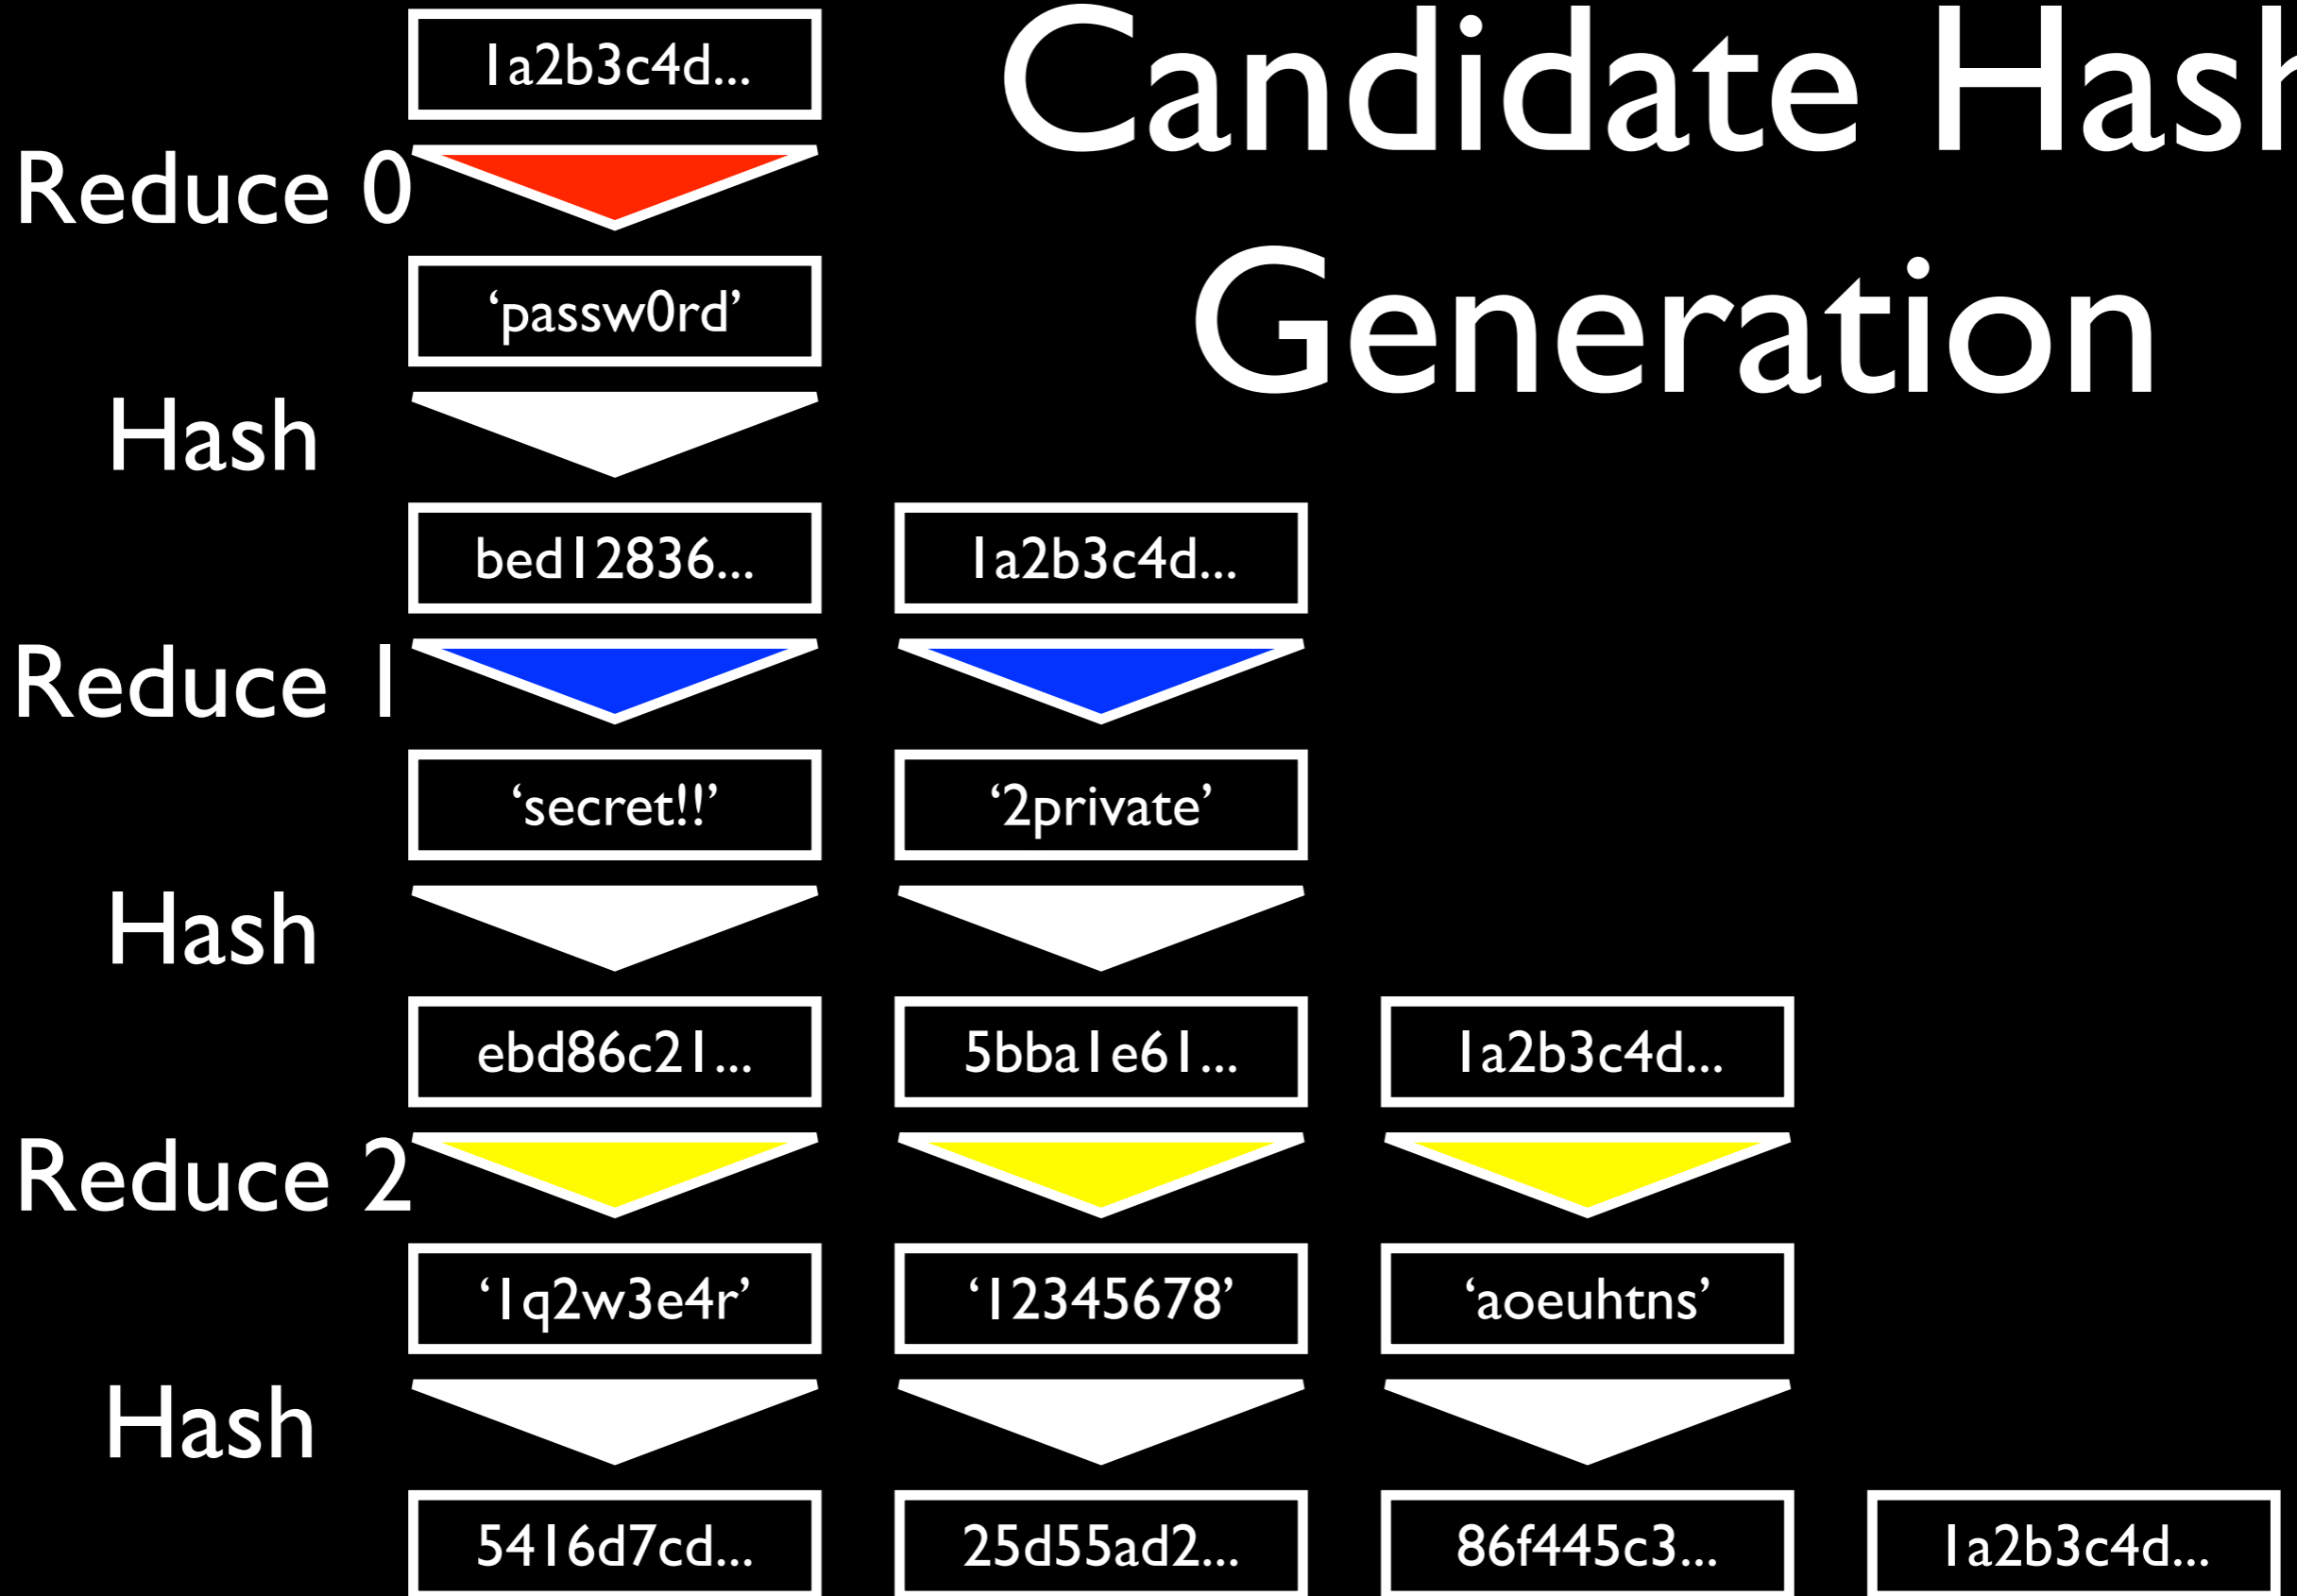 Candidate Hash
Generation
1a2b3c4d...
Reduce 0
‘passw0rd’
Hash
bed12836... 1a2b3c4d...
Reduce 1
‘secret!!’ ‘2private’
Hash
ebd86c21... 5bba1e61... 1a2b3c4d...
Reduce 2
‘1q2w3e4r’ ‘12345678’ ‘aoeuhtns’
Hash
5416d7cd... 25d55ad2... 86f445c3... 1a2b3c4d...